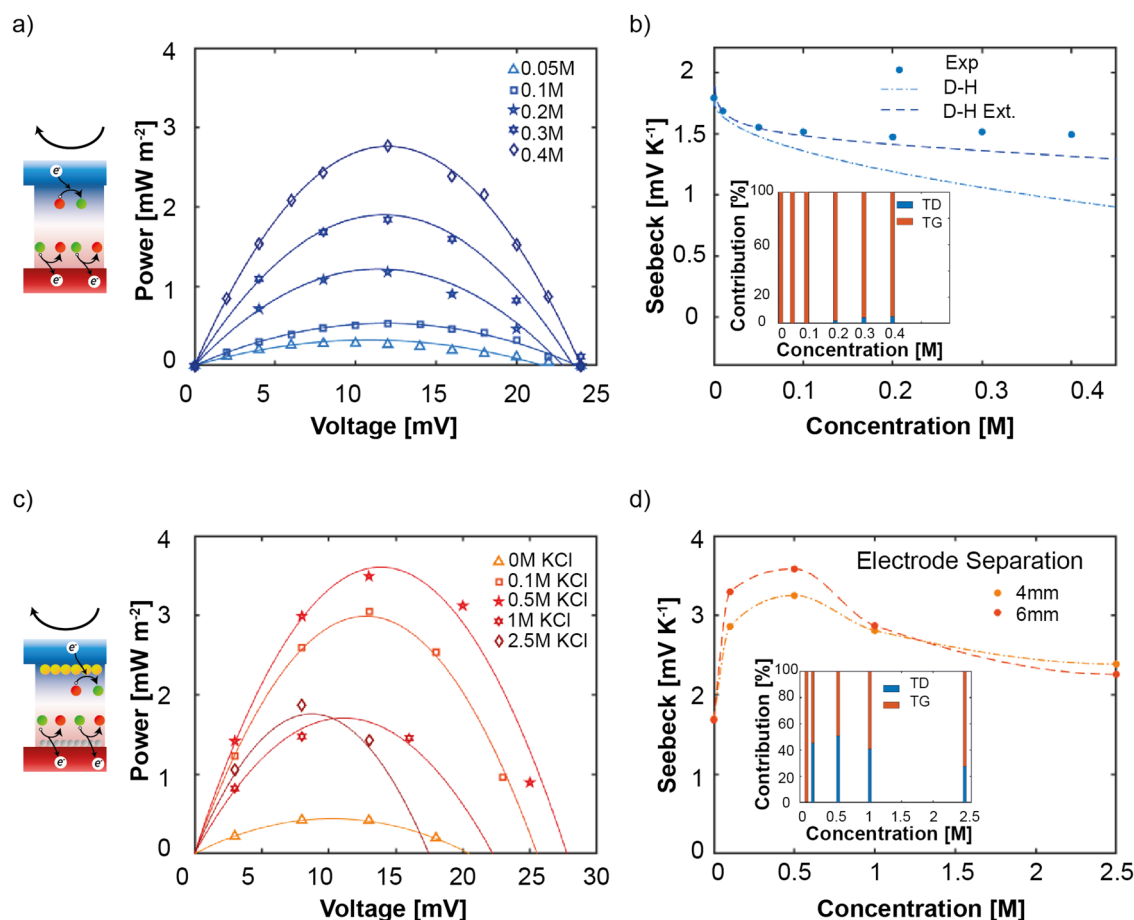 a)
4
3
2
1
0
Power [mW m-2]
0
5
10
15
20
25
Voltage [mV]
0.05M
0.1M
0.2M
0.3M
0.4M
e-
e-
e-
b)
2
1.5
1
1.5
0
Seebeck [mV K-1]
0
0.1
0.2
0.3
0.4
Concentration [M]
Exp
D-H
D-H Ext.
Contribution [%]
100
60
20
0
TD
TG
0
0.1
0.2
0.3
0.4
Concentration [M]
c)
4
3
2
1
0
Power [mW m-2]
0
5
10
15
20
25
30
Voltage [mV]
0M KCl
0.1M KCl
0.5M KCl
1M KCl
2.5M KCl
e-
e-
e-
d)
4
3
2
1
0
Seebeck [mV K-1]
0
0.5
1.0
1.5
2.0
2.5
Concentration [M]
Electrode Separation
4mm
6mm
Contribution [%]
100
80
60
40
20
0
TD
TG
0
0.5
1
1.5
2
2.5
Concentration [M]